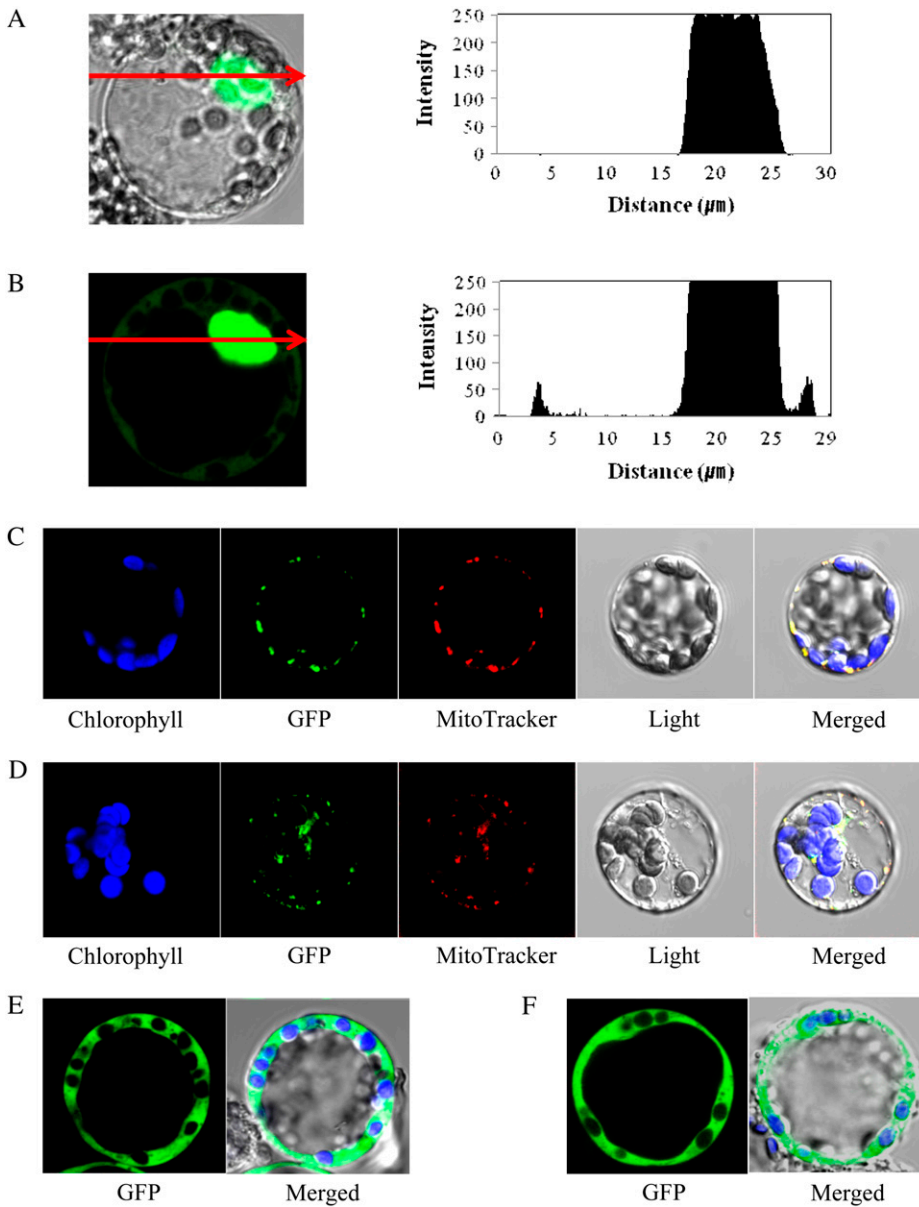 A
Intensity
250
200
150
100
50
0
0 5 10 15 20 25 30
Distance (µm)
B
Intensity
250
200
150
100
50
0
0 5 10 15 20 25 29
Distance (µm)
C
Chlorophyll GFP MitoTracker Light Merged
D
Chlorophyll GFP MitoTracker Light Merged
E F
GFP Merged GFP Merged